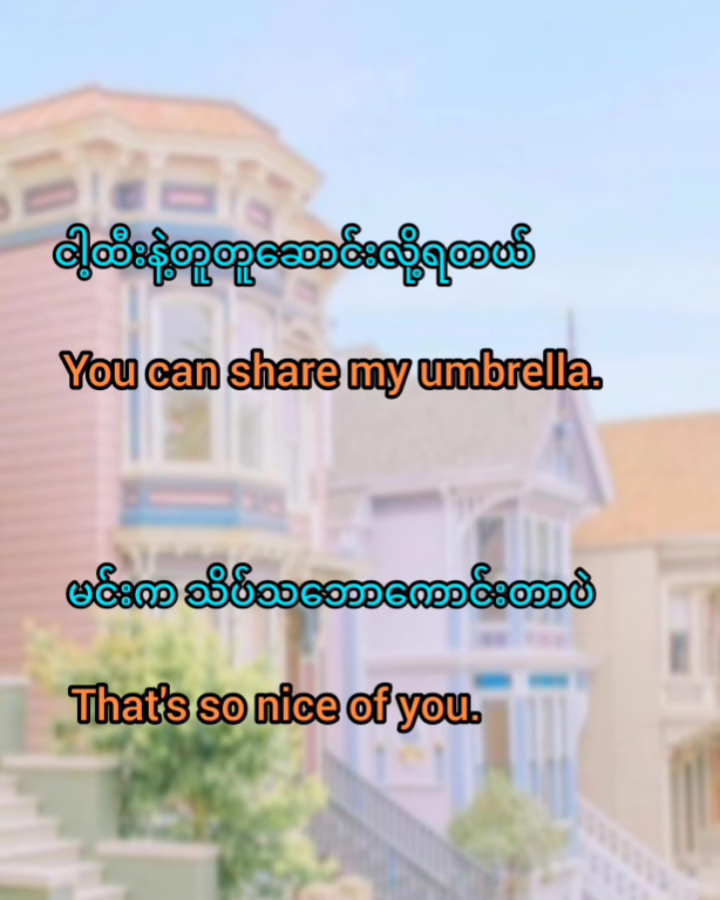 ငါ့ထီးနဲ့တူတူဆောင်းလို့ရတယ်
You can share my umbrella.
မင်းက သိပ်သဘောကောင်းတာပဲ
That's so nice of you.